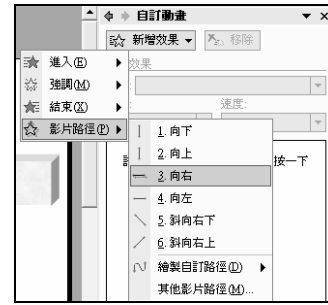 自訂動畫
新增效果 移除
效果
進入(E)
強調(M)
速度:
結束(X)
影片路徑(P)
1. 向下
2. 向上
按一下
3. 向右
4. 向左
5. 斜向右下
6. 斜向右上
繪製自訂路徑(D)
其他影片路徑(M)...